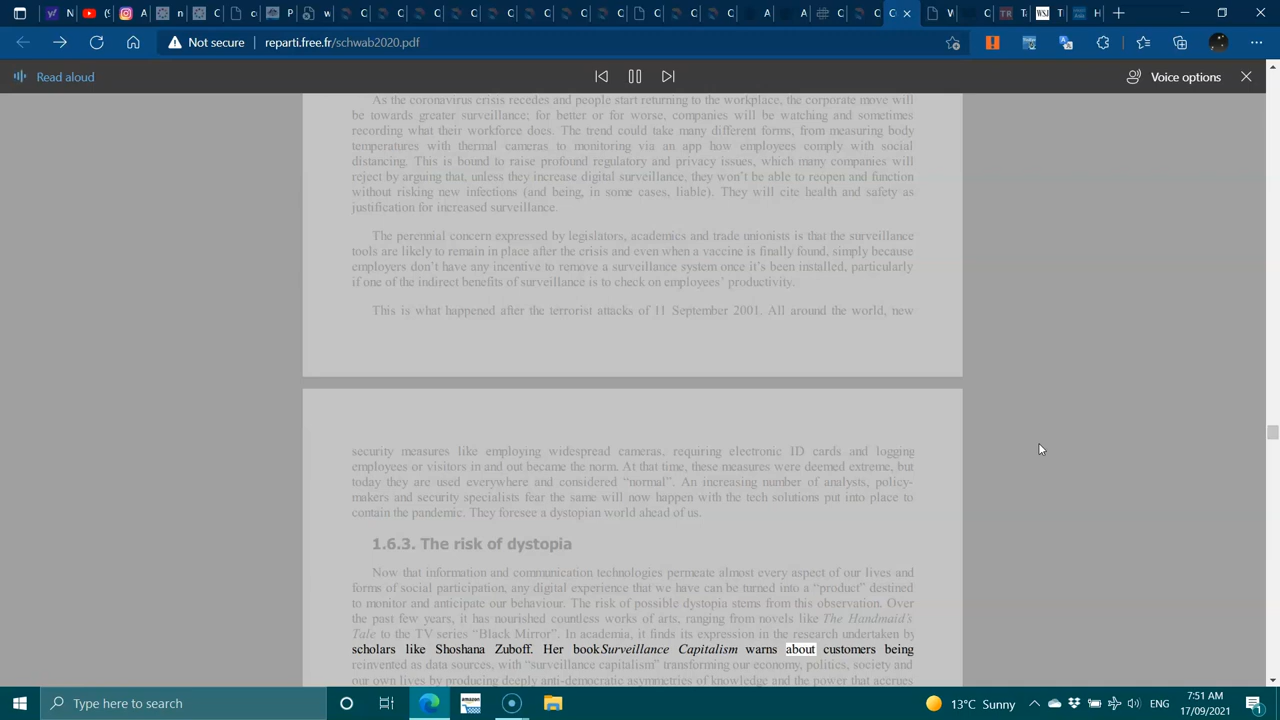 Not secure
reparti.free.fr/schwab2020.pdf
Read aloud
Voice options
As the coronavirus crisis recedes and people start returning to the workplace, the corporate move will
be towards greater surveillance; for better or for worse, companies will be watching and sometimes
recording what their workforce does. The trend could take many different forms, from measuring body
temperatures with thermal cameras to monitoring via an app how employees comply with social
distancing. This is bound to raise profound regulatory and privacy issues, which many companies will
reject by arguing that, unless they increase digital surveillance, they won't be able to reopen and function
without risking new infections (and being, in some cases, liable). They will cite health and safety as
justification for increased surveillance.
The perennial concern expressed by legislators, academics and trade unionists is that the surveillance
tools are likely to remain in place after the crisis and even when a vaccine is finally found, simply because
employers don't have any incentive to remove a surveillance system once it's been installed, particularly
if one of the indirect benefits of surveillance is to check on employees' productivity.
This is what happened after the terrorist attacks of 11 September 2001. All around the world, new
security measures like employing widespread cameras, requiring electronic ID cards and logging
employees or visitors in and out became the norm. At that time, these measures were deemed extreme, but
today they are used everywhere and considered “normal”. An increasing number of analysts, policy-
makers and security specialists fear the same will now happen with the tech solutions put into place to
contain the pandemic. They foresee a dystopian world ahead of us.
1.6.3. The risk of dystopia
Now that information and communication technologies permeate almost every aspect of our lives and
forms of social participation, any digital experience that we have can be turned into a “product” destined
to monitor and anticipate our behaviour. The risk of possible dystopia stems from this observation. Over
the past few years, it has nourished countless works of arts, ranging from novels like The Handmaid's
Tale to the TV series “Black Mirror”. In academia, it finds its expression in the research undertaken by
scholars like Shoshana Zuboff. Her book Surveillance Capitalism warns about customers being
reinvented as data sources, with “surveillance capitalism” transforming our economy, politics, society and
our own lives by producing deeply anti-democratic asymmetries of knowledge and the power that accrues
Type here to search
amazon
13°C Sunny
ENG
7:51 AM
17/09/2021
1